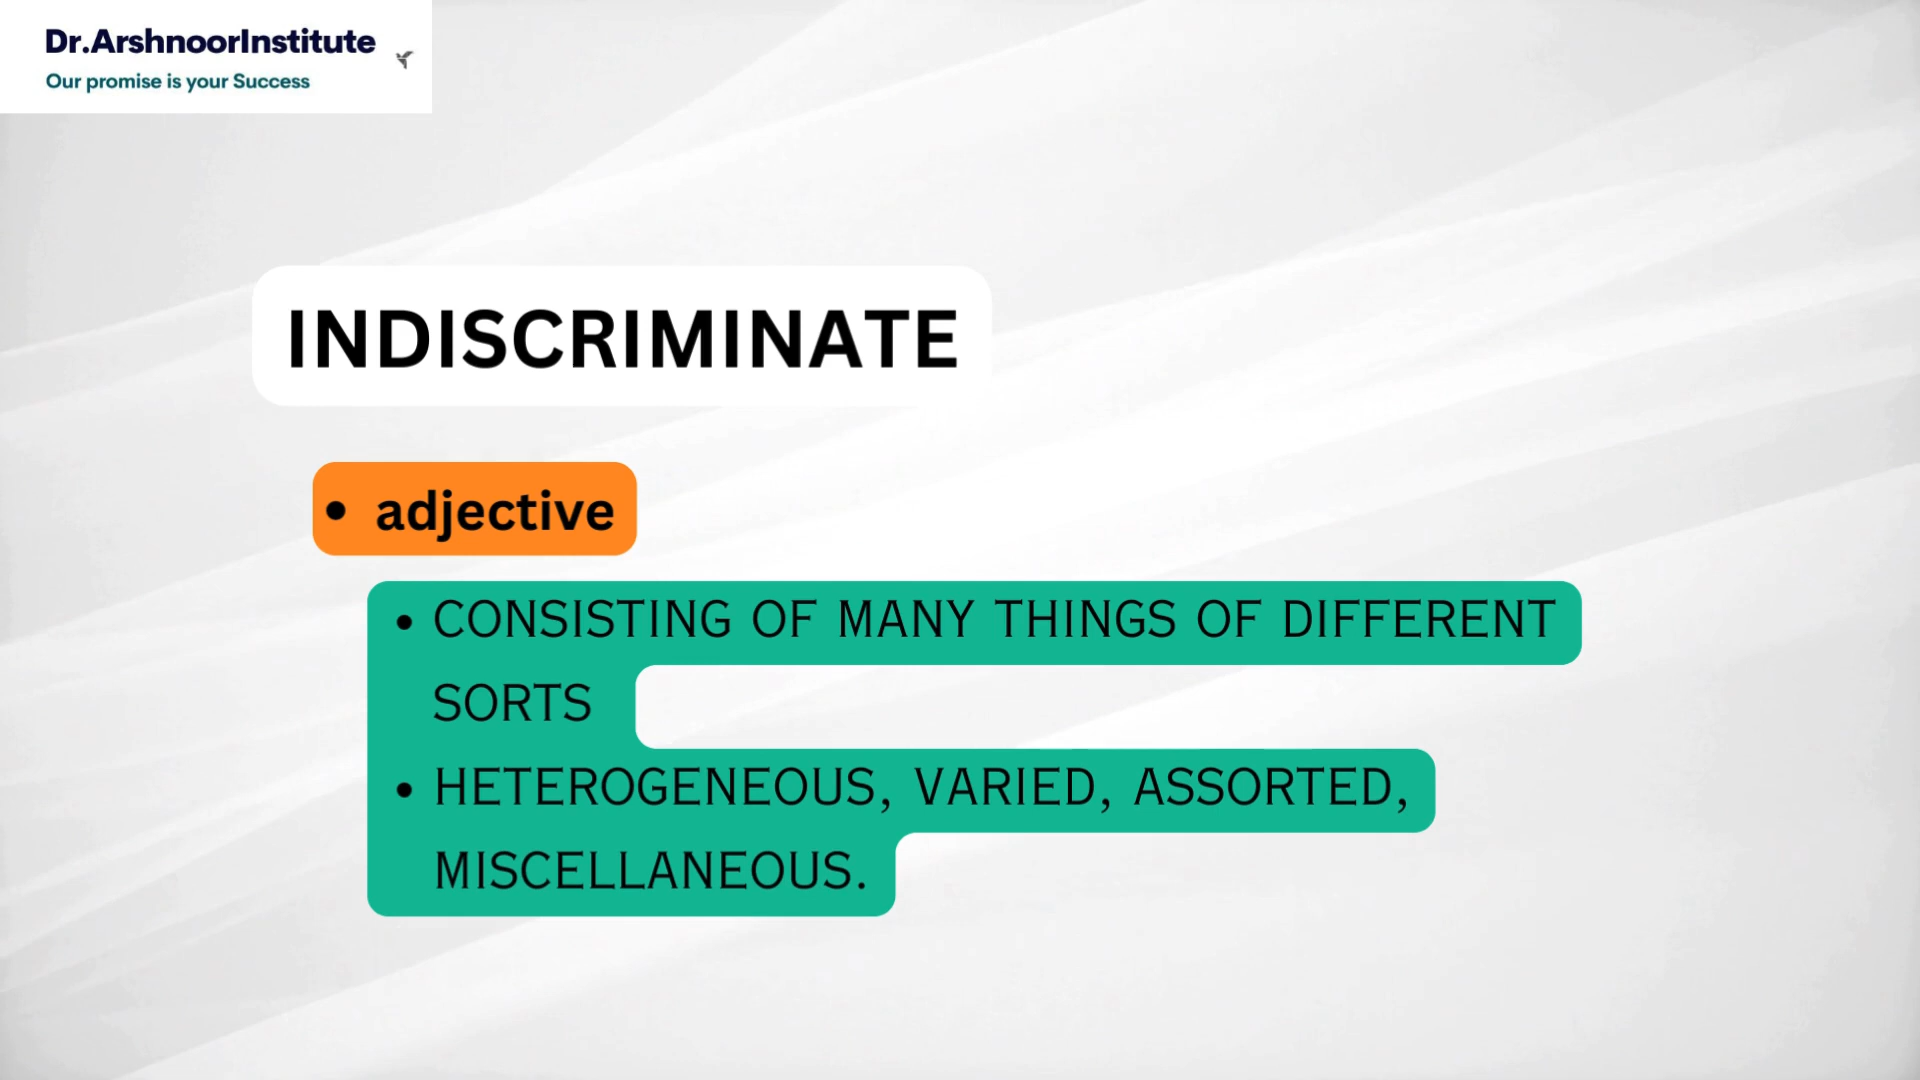 Dr.ArshnoorInstitute
Our promise is your Success
INDISCRIMINATE
• adjective
• CONSISTING OF MANY THINGS OF DIFFERENT
SORTS
• HETEROGENEOUS, VARIED, ASSORTED,
MISCELLANEOUS.